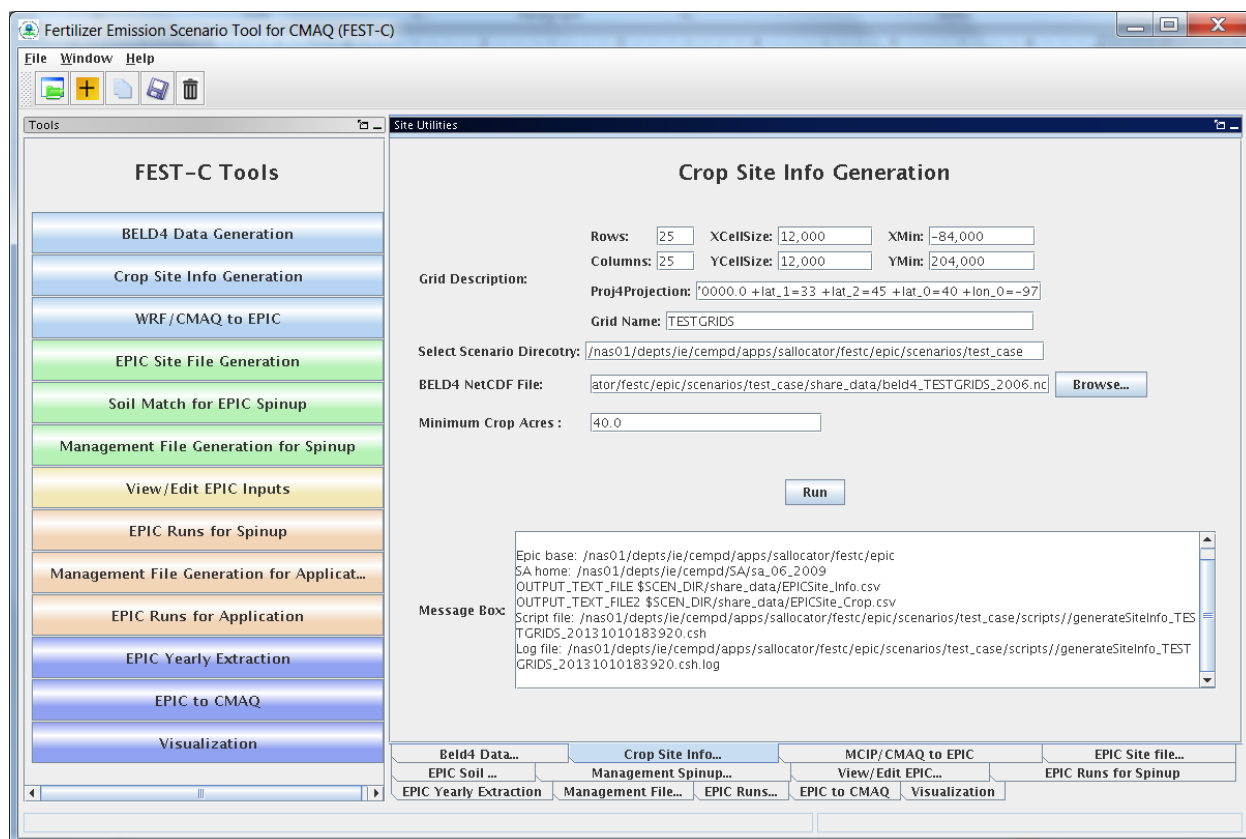 Fertilizer Emission Scenario Tool for CMAQ (FEST-C)
File Window Help
Tools
Site Utilities
FEST-C Tools
BELD4 Data Generation
Crop Site Info Generation
WRF/CMAQ to EPIC
EPIC Site File Generation
Soil Match for EPIC Spinup
Management File Generation for Spinup
View/Edit EPIC Inputs
EPIC Runs for Spinup
Management File Generation for Applicat...
EPIC Runs for Application
EPIC Yearly Extraction
EPIC to CMAQ
Visualization
Crop Site Info Generation
Grid Description:
Rows: 25 XCellSize: 12,000 XMin: -84,000
Columns: 25 YCellSize: 12,000 YMin: 204,000
Proj4Projection: '0000.0 +lat_1=33 +lat_2=45 +lat_0=40 +lon_0=-97
Grid Name: TESTGRIDS
Select Scenario Direcotry: /nas01/depts/ie/cempd/apps/sallocator/festc/epic/scenarios/test_case
BELD4 NetCDF File: ator/festc/epic/scenarios/test_case/share_data/beld4_TESTGRIDS_2006.nc Browse...
Minimum Crop Acres : 40.0
Run
Message Box:
Epic base: /nas01/depts/ie/cempd/apps/sallocator/festc/epic
SA home: /nas01/depts/ie/cempd/SA/sa_06_2009
OUTPUT_TEXT_FILE $SCEN_DIR/share_data/EPICSite_Info.csv
OUTPUT_TEXT_FILE2 $SCEN_DIR/share_data/EPICSite_Crop.csv
Script file: /nas01/depts/ie/cempd/apps/sallocator/festc/epic/scenarios/test_case/scripts//generateSiteInfo_TES
TGRIDS_20131010183920.csh
Log file: /nas01/depts/ie/cempd/apps/sallocator/festc/epic/scenarios/test_case/scripts//generateSiteInfo_TEST
GRIDS_20131010183920.csh.log
Beld4 Data... Crop Site Info... MCIP/CMAQ to EPIC EPIC Site file...
EPIC Soil ... Management Spinup... View/Edit EPIC... EPIC Runs for Spinup
EPIC Yearly Extraction Management File... EPIC Runs... EPIC to CMAQ Visualization